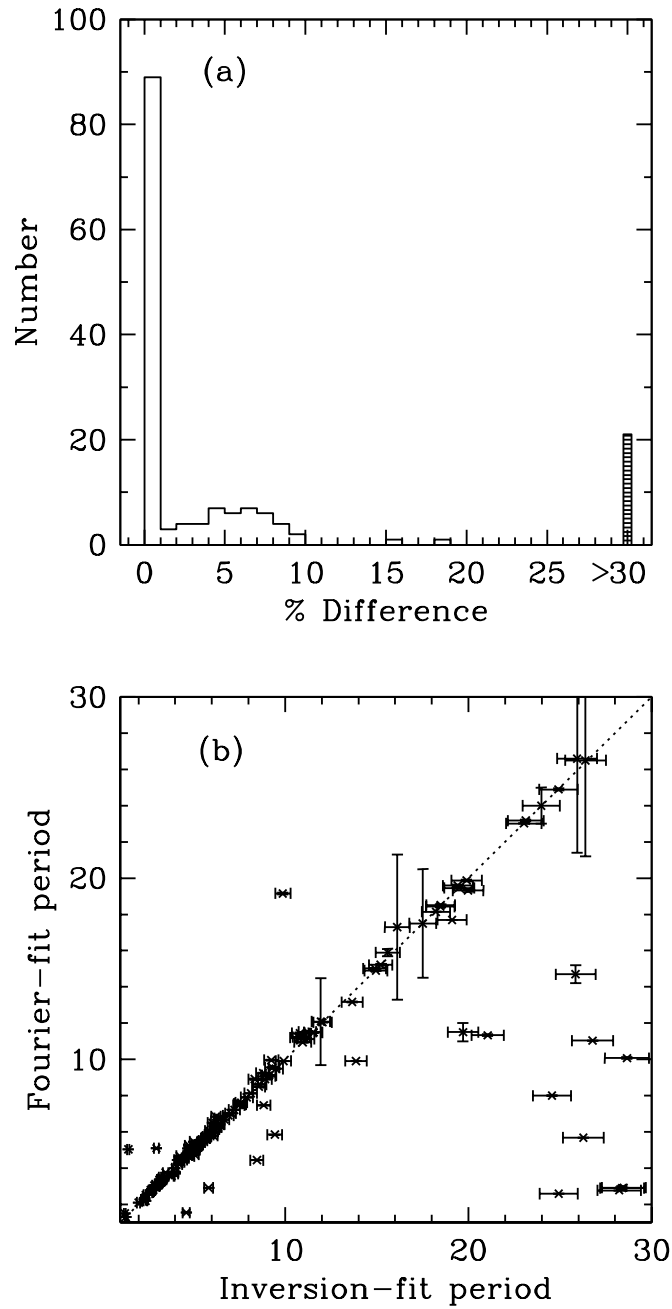 100
(a)
80
60
Number
40
20
0
0 5 10 15 20 25 >30
% Difference
30
(b)
20
Fourier−fit period
10
10 20 30
Inversion−fit period